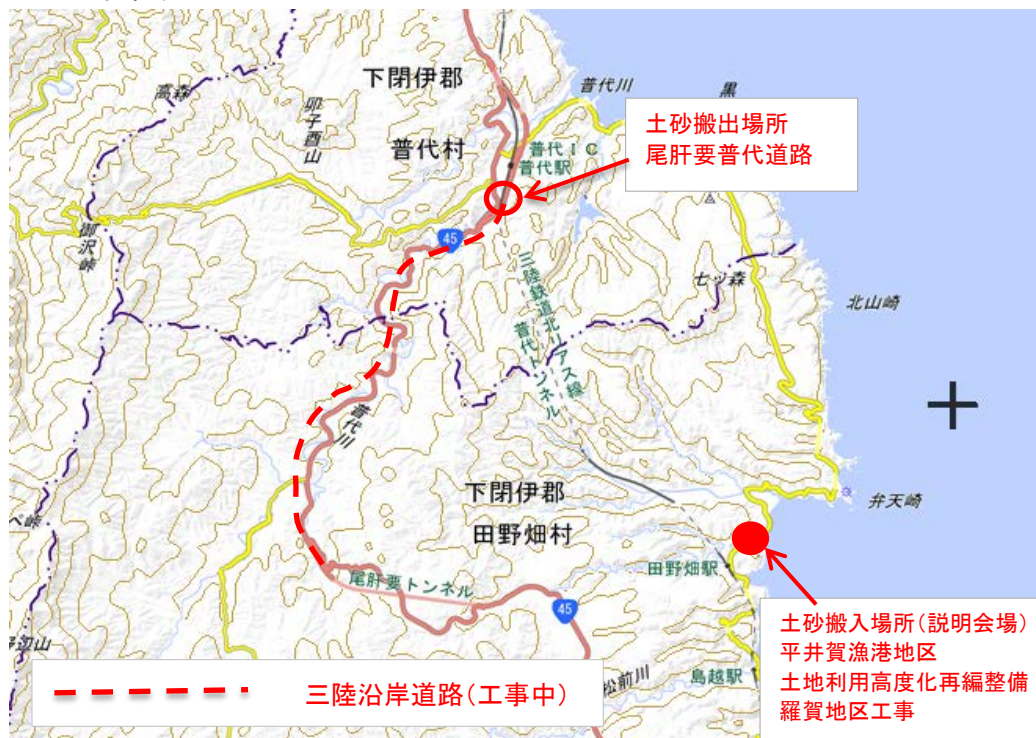 下閉伊郡
普代村
高森
卯子酉山
普代川
黒
普代IC
普代駅
土砂搬出場所
尾肝要普代道路
御沢峠
45
三陸鉄道北リアス線
普代トンネル
七ツ森
北山崎
普代川
下閉伊郡
田野畑村
弁天崎
尾肝要トンネル
田野畑駅
45
島越駅
松前川
土砂搬入場所(説明会場)
平井賀漁港地区
土地利用高度化再編整備
羅賀地区工事
三陸沿岸道路(工事中)